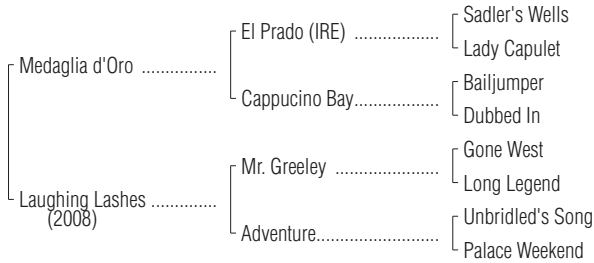 Sadler's Wells
El Prado (IRE) ..................
Lady Capulet
Medaglia d'Oro ................
Bailjumper
Cappucino Bay..................
Dubbed In
Gone West
Mr. Greeley ......................
Long Legend
Laughing Lashes ..............
(2008)
Unbridled's Song
Adventure..........................
Palace Weekend